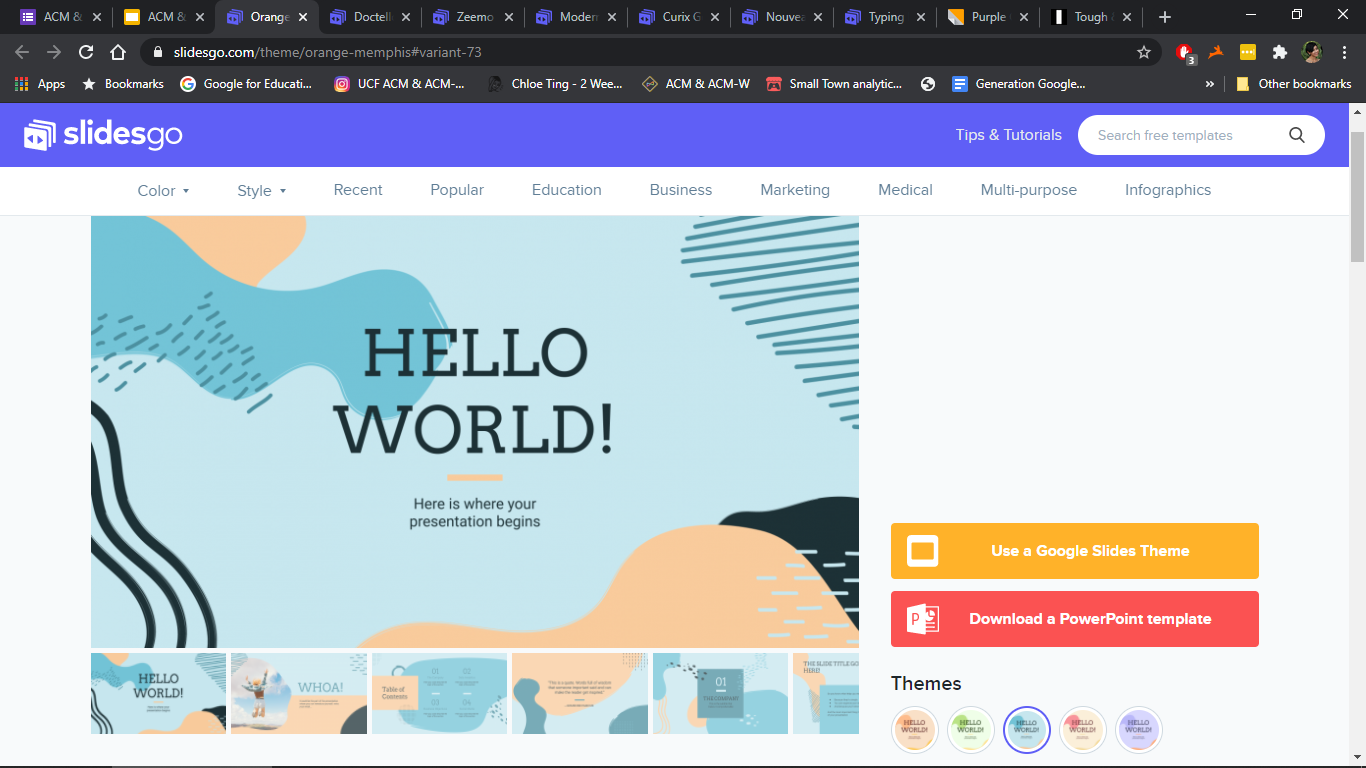 ACM &
ACM &
Orange
Doctell
Zeemo
Modern
Curix G
Nouvea
Typing
Purple
Tough &
slidesgo.com/theme/orange-memphis#variant-73
3
Apps
Bookmarks
Google for Educati...
UCF ACM & ACM-...
Chloe Ting - 2 Wee...
ACM & ACM-W
Small Town analytic...
Generation Google...
»
Other bookmarks
slidesgo
Tips & Tutorials
Search free templates
Color
Style
Recent
Popular
Education
Business
Marketing
Medical
Multi-purpose
Infographics
HELLO
WORLD!
Here is where your
presentation begins
Use a Google Slides Theme
P
Download a PowerPoint template
Themes
HELLO
WORLD!
WHOA!
Table of
Contents
01
02
03
04
01
THECOMPANY
THE SLIDE TITLE GO
HERE!
HELLO
WORLD!
HELLO
WORLD!
HELLO
WORLD!
HELLO
WORLD!
HELLO
WORLD!